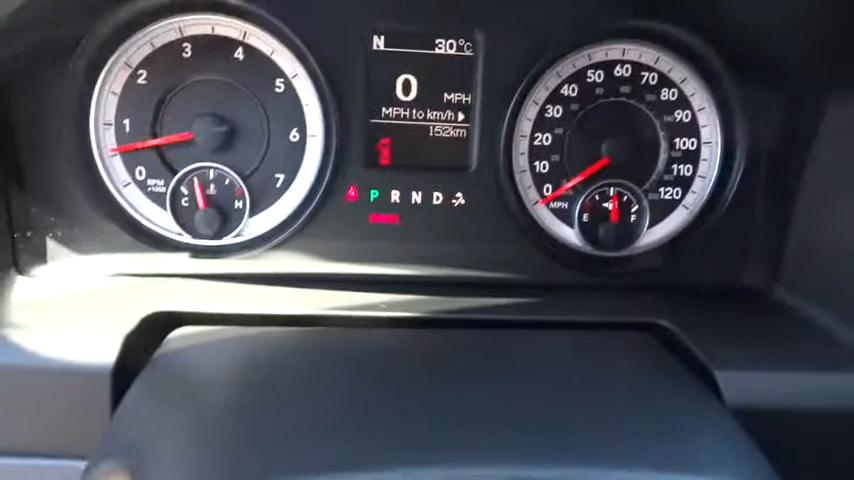 0 1 2 3 4 5 6 7
RPM
x1000
C H
N 30°C
0 MPH
MPH to km/h
152km
P R N D
0 10 20 30 40 50 60 70 80 90 100 110 120
MPH
E F